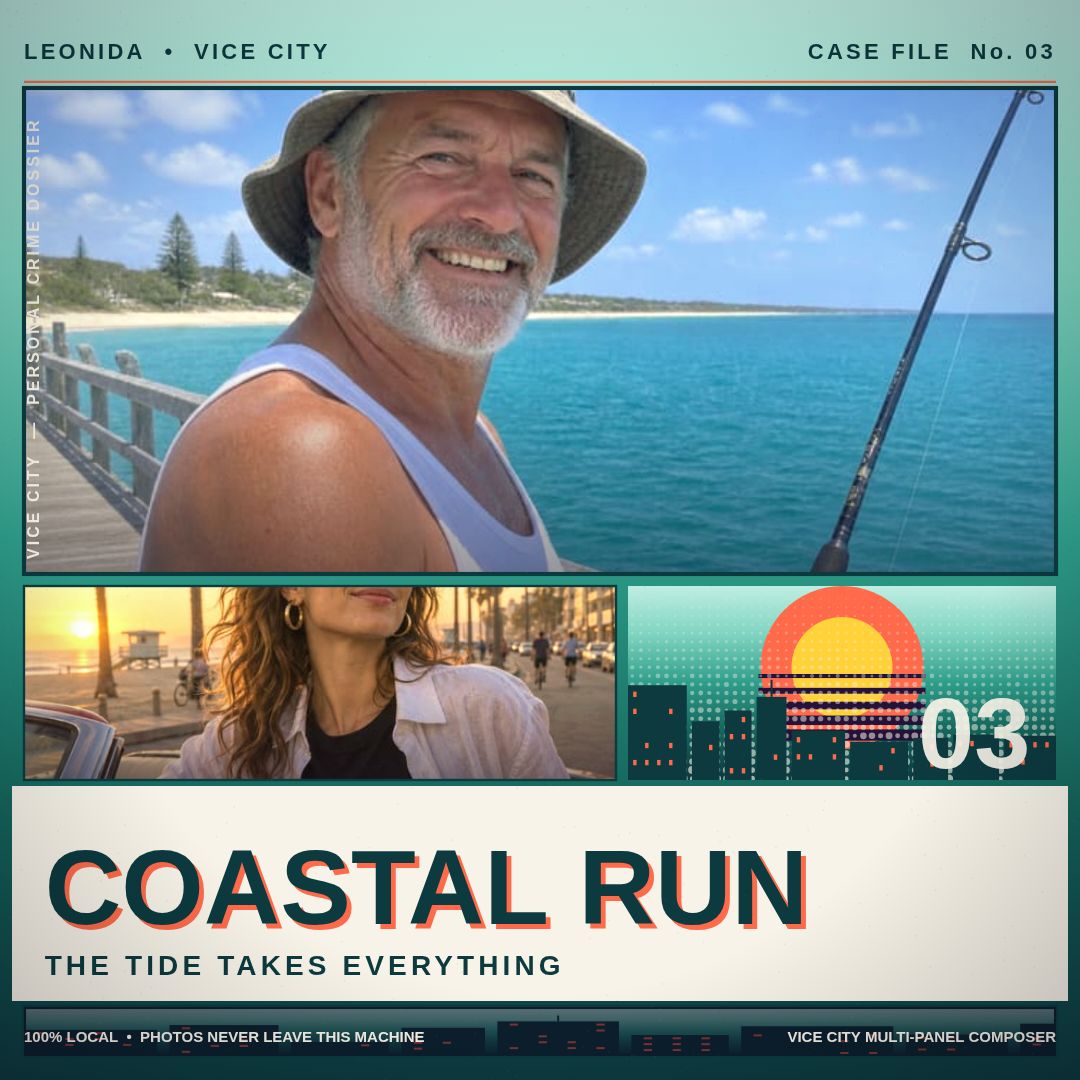 LEONIDA • VICE CITY
CASE FILE No. 03
VICE CITY — PERSONAL CRIME DOSSIER
03
COASTAL RUN
THE TIDE TAKES EVERYTHING
100% LOCAL • PHOTOS NEVER LEAVE THIS MACHINE
VICE CITY MULTI-PANEL COMPOSER